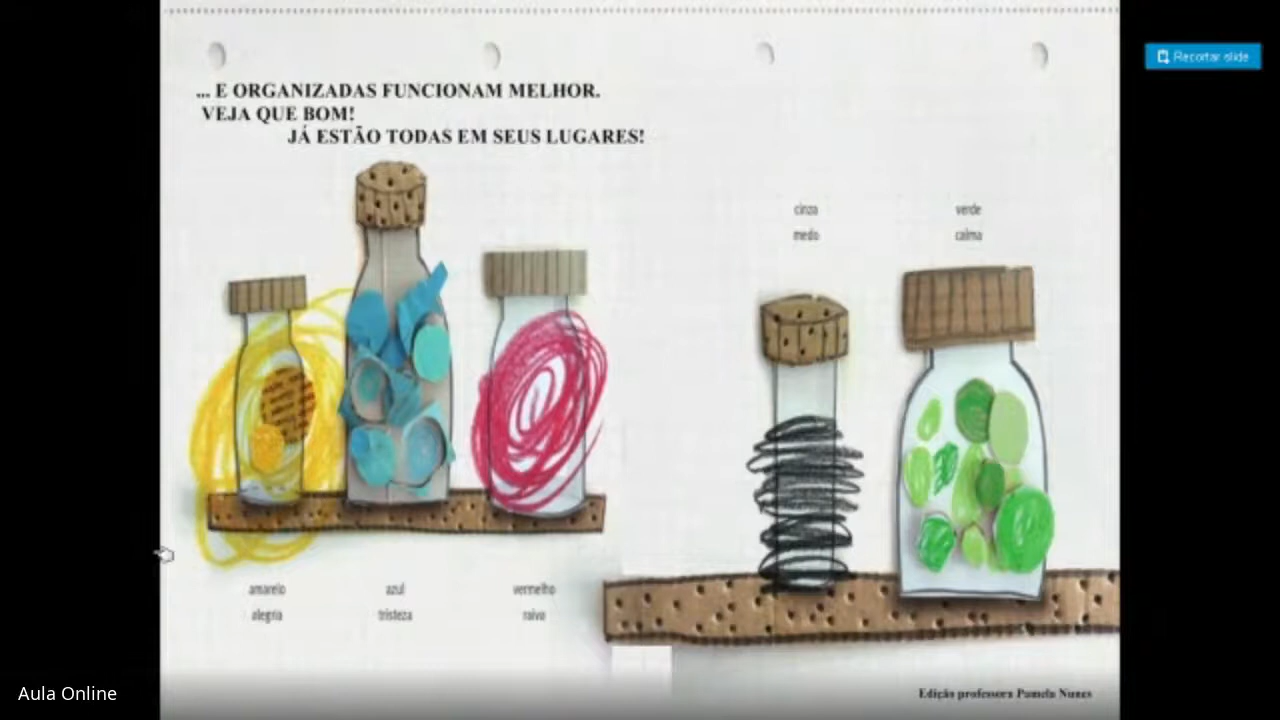 ... E ORGANIZADAS FUNCIONAM MELHOR.
VEJA QUE BOM!
JÁ ESTÃO TODAS EM SEUS LUGARES!
Recortar slide
cinza
medo
verde
calma
amarelo
alegria
azul
tristeza
vermelho
raiva
Aula Online
Edição professora Pamela Nunes